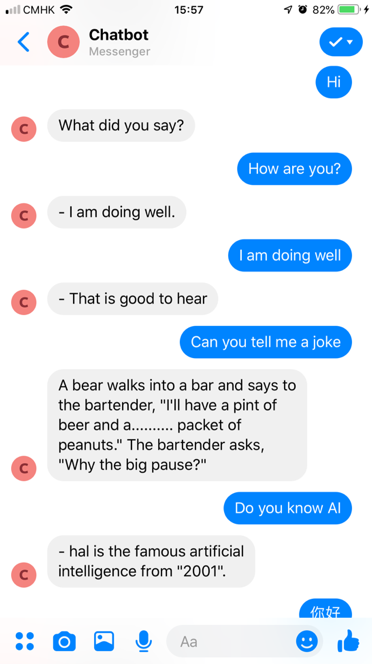 CMHK 15:57 82%
C Chatbot
Messenger
Hi
C What did you say?
How are you?
C - I am doing well.
I am doing well
C - That is good to hear
Can you tell me a joke
A bear walks into a bar and says to
the bartender, "I'll have a pint of
beer and a.......... packet of
peanuts." The bartender asks,
C "Why the big pause?"
Do you know AI
- hal is the famous artificial
C intelligence from "2001".
你好
Aa